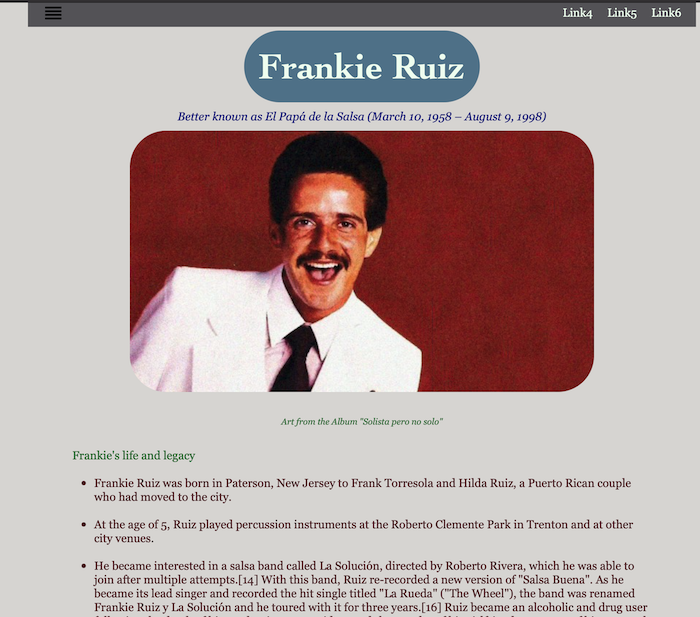 Link4 Link5 Link6
Frankie Ruiz
Better known as El Papá de la Salsa (March 10, 1958 – August 9, 1998)
Art from the Album "Solista pero no solo"
Frankie's life and legacy
Frankie Ruiz was born in Paterson, New Jersey to Frank Torresola and Hilda Ruiz, a Puerto Rican couple
who had moved to the city.
At the age of 5, Ruiz played percussion instruments at the Roberto Clemente Park in Trenton and at other
city venues.
He became interested in a salsa band called La Solución, directed by Roberto Rivera, which he was able to
join after multiple attempts.[14] With this band, Ruiz re-recorded a new version of "Salsa Buena". As he
became its lead singer and recorded the hit single titled "La Rueda" ("The Wheel"), the band was renamed
Frankie Ruiz y La Solución and he toured with it for three years.[16] Ruiz became an alcoholic and drug user